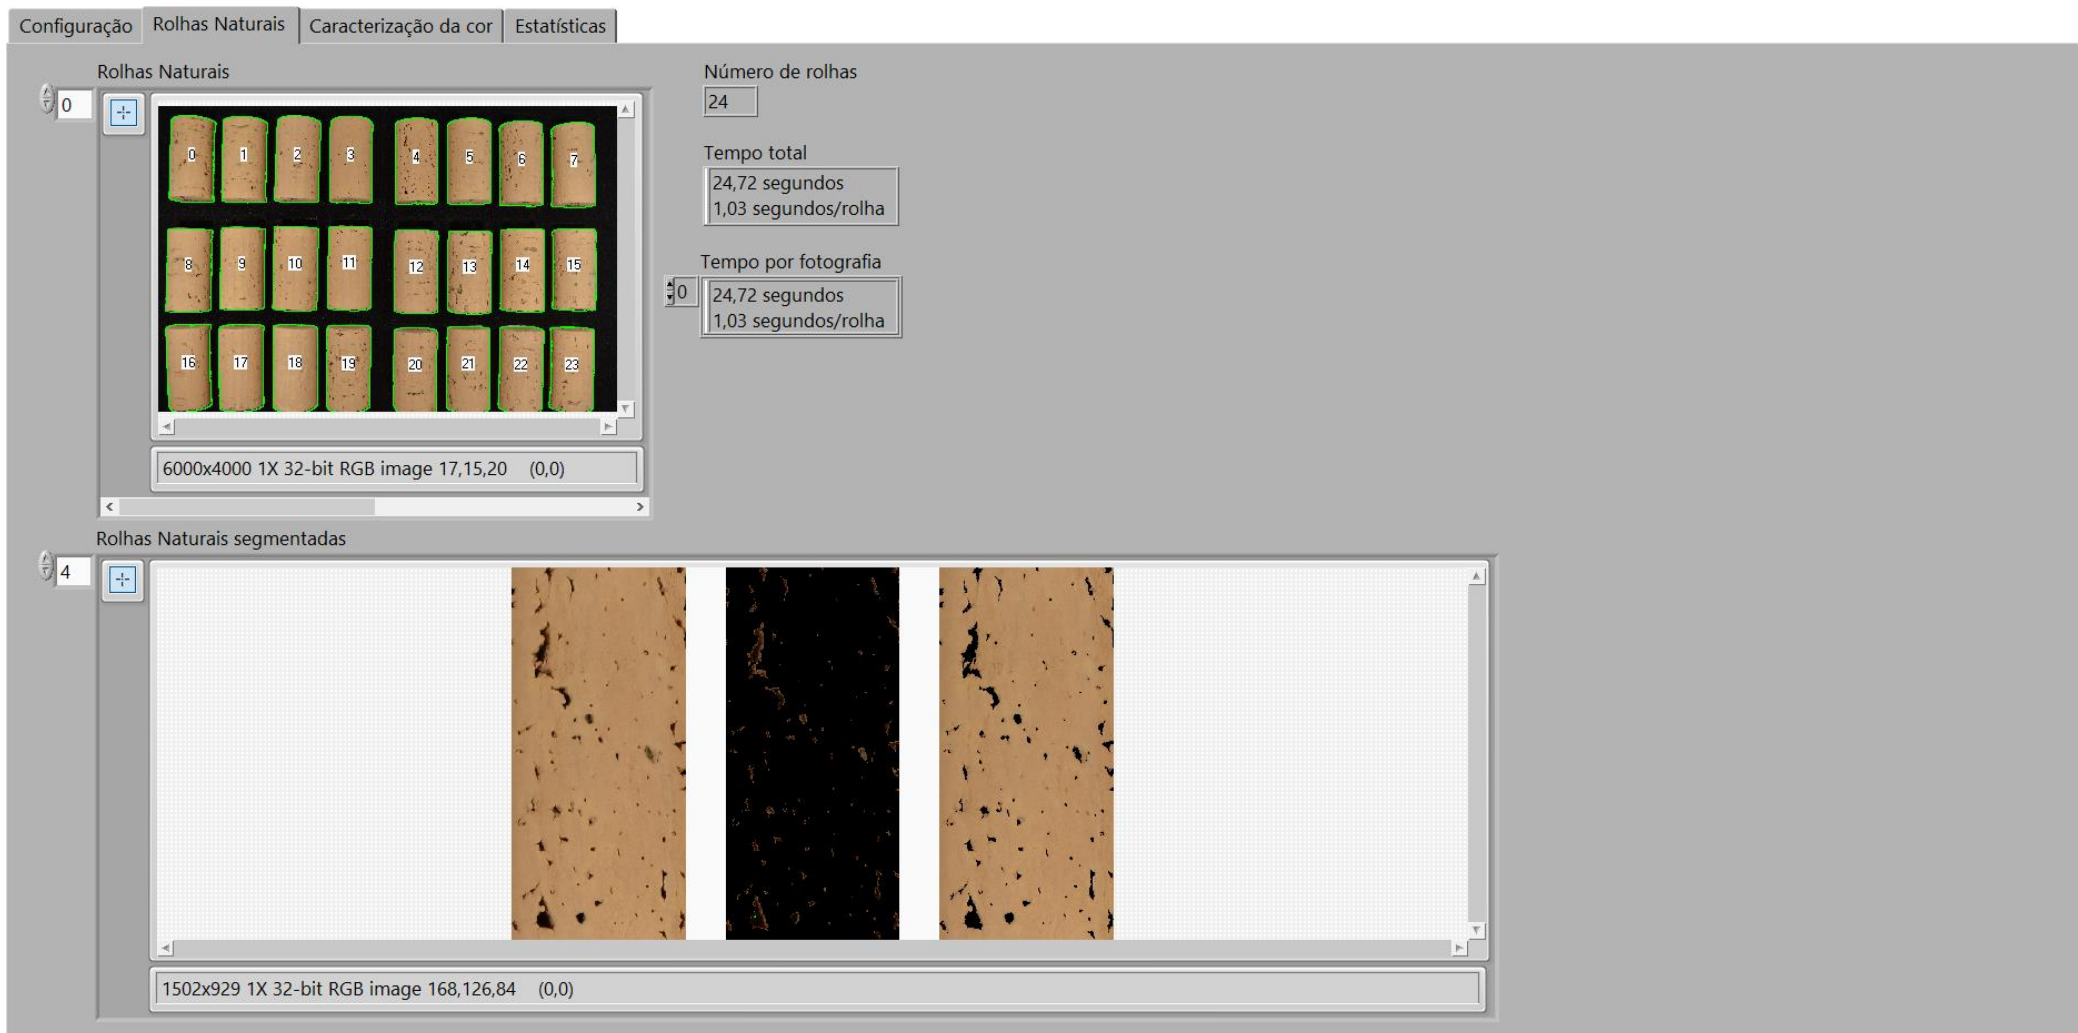 Configuração
Rolhas Naturais
Caracterização da cor
Estatísticas
Rolhas Naturais
0
0
1
2
3
4
5
6
7
8
9
10
11
12
13
14
15
16
17
18
19
20
21
22
23
6000x4000 1X 32-bit RGB image 17,15,20 (0,0)
Número de rolhas
24
Tempo total
24,72 segundos
1,03 segundos/rolha
Tempo por fotografia
0
24,72 segundos
1,03 segundos/rolha
Rolhas Naturais segmentadas
4
1502x929 1X 32-bit RGB image 168,126,84 (0,0)